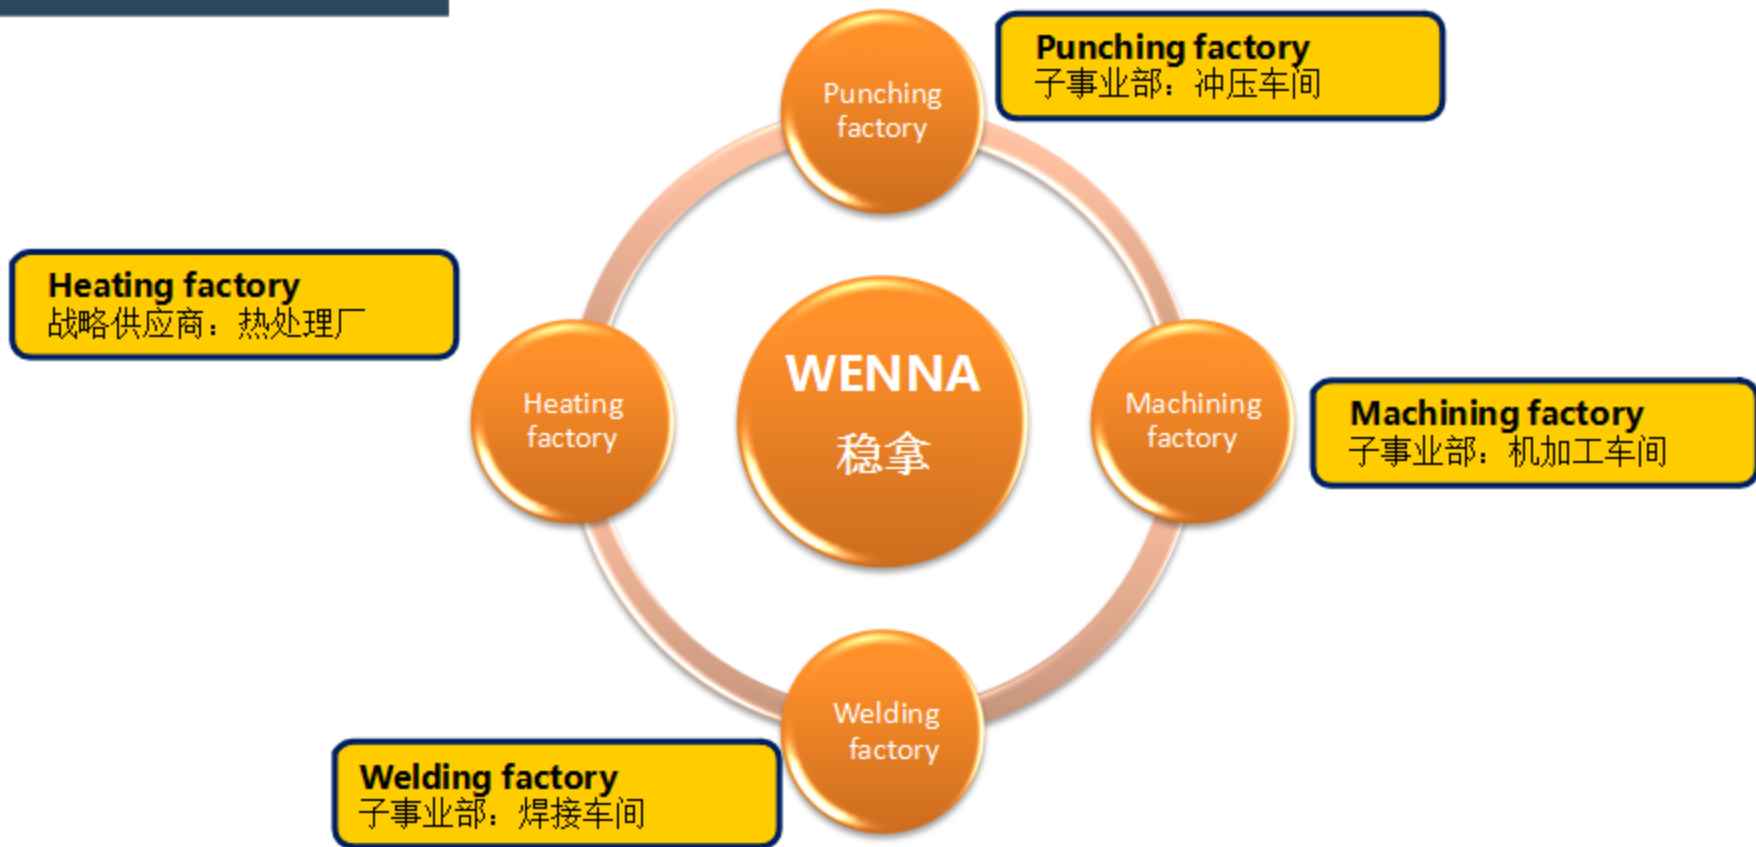 Punching
factory
Punching factory
子事业部：冲压车间
Heating factory
战略供应商：热处理厂
Heating
factory
WENNA
稳拿
Machining
factory
Machining factory
子事业部：机加工车间
Welding
factory
Welding factory
子事业部：焊接车间